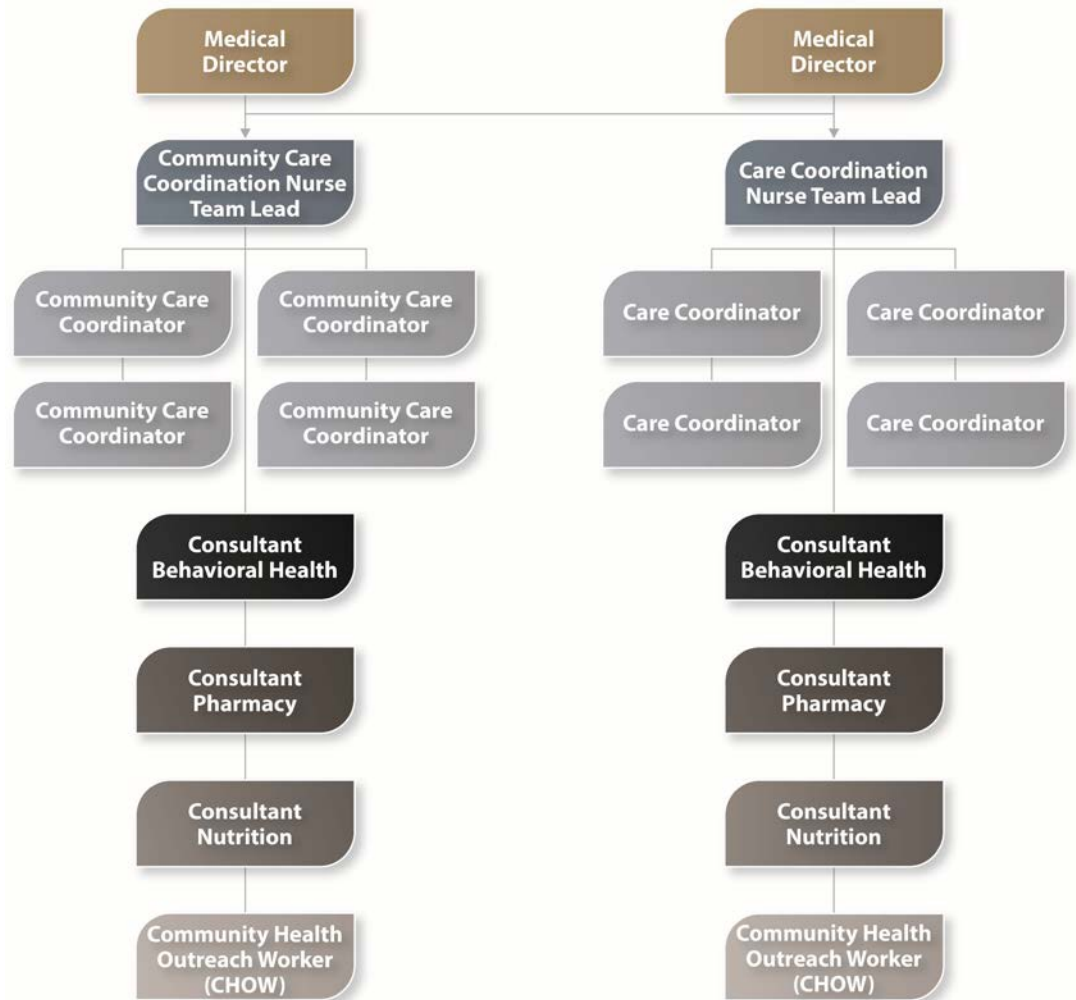 Medical
Director
Medical
Director
Community Care
Coordination Nurse
Team Lead
Care Coordination
Nurse Team Lead
Community Care
Coordinator
Community Care
Coordinator
Care Coordinator
Care Coordinator
Community Care
Coordinator
Community Care
Coordinator
Care Coordinator
Care Coordinator
Consultant
Behavioral Health
Consultant
Behavioral Health
Consultant
Pharmacy
Consultant
Pharmacy
Consultant
Nutrition
Consultant
Nutrition
Community Health
Outreach Worker
(CHOW)
Community Health
Outreach Worker
(CHOW)